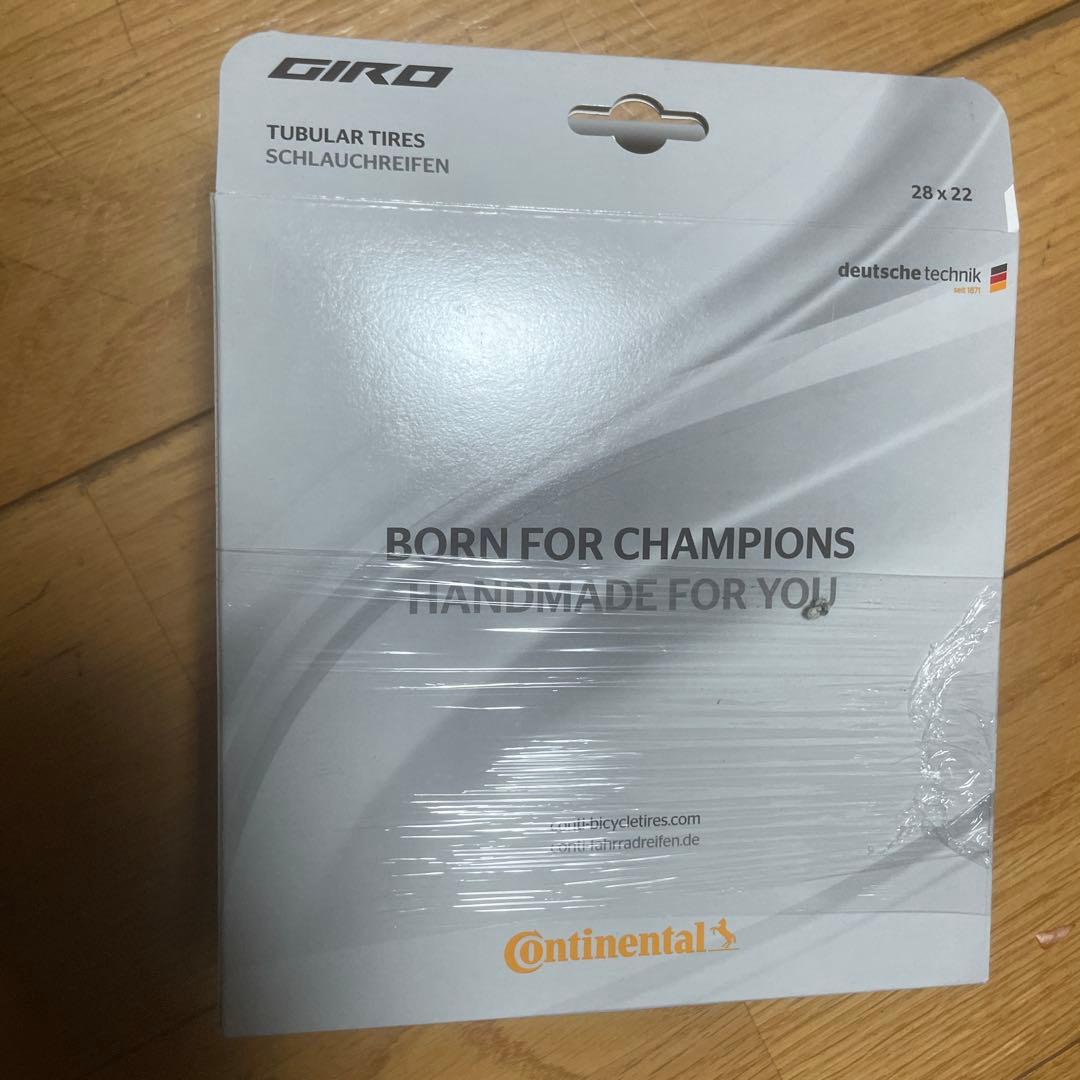 GIRO
TUBULAR TIRES
SCHLAUCHREIFEN
28 x 22
deutsche technik
seit 1871
BORN FOR CHAMPIONS
HANDMADE FOR YOU
conti-bicycletires.com
conti-fahrradreifen.de
Continental